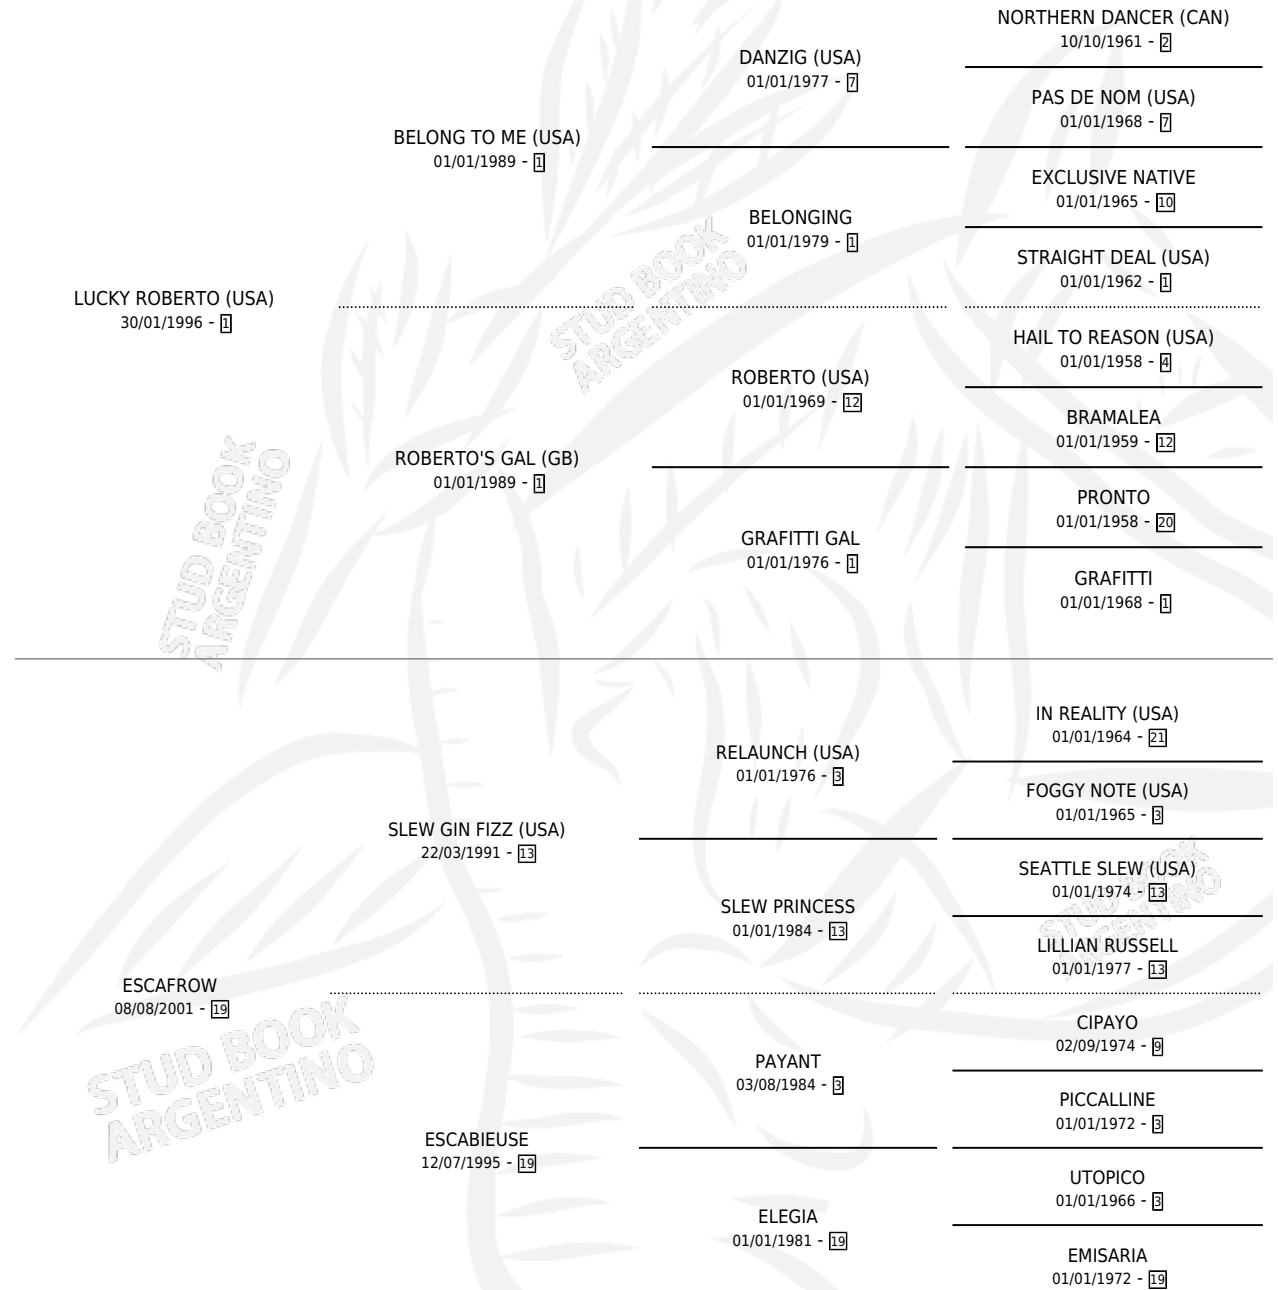 NORTHERN DANCER (CAN)
10/10/1961 - 2
DANZIG (USA)
01/01/1977 - 7
PAS DE NOM (USA)
01/01/1968 - 7
BELONG TO ME (USA)
01/01/1989 - 1
EXCLUSIVE NATIVE
01/01/1965 - 10
BELONGING
01/01/1979 - 1
STRAIGHT DEAL (USA)
01/01/1962 - 1
LUCKY ROBERTO (USA)
30/01/1996 - 1
HAIL TO REASON (USA)
01/01/1958 - 4
ROBERTO (USA)
01/01/1969 - 12
BRAMALEA
01/01/1959 - 12
ROBERTO'S GAL (GB)
01/01/1989 - 1
PRONTO
01/01/1958 - 20
GRAFITTI GAL
01/01/1976 - 1
GRAFITTI
01/01/1968 - 1
IN REALITY (USA)
01/01/1964 - 21
RELAUNCH (USA)
01/01/1976 - 3
FOGGY NOTE (USA)
01/01/1965 - 3
SLEW GIN FIZZ (USA)
22/03/1991 - 13
SEATTLE SLEW (USA)
01/01/1974 - 13
SLEW PRINCESS
01/01/1984 - 13
LILLIAN RUSSELL
01/01/1977 - 13
ESCAFROW
08/08/2001 - 19
CIPAYO
02/09/1974 - 9
PAYANT
03/08/1984 - 3
PICCALLINE
01/01/1972 - 3
ESCABIEUSE
12/07/1995 - 19
UTOPICO
01/01/1966 - 3
ELEGIA
01/01/1981 - 19
EMISARIA
01/01/1972 - 19
STUD BOOK
ARGENTINO
STUD BOOK
ARGENTINO
STUD BOOK
ARGENTINO
STUD BOOK
ARGENTINO